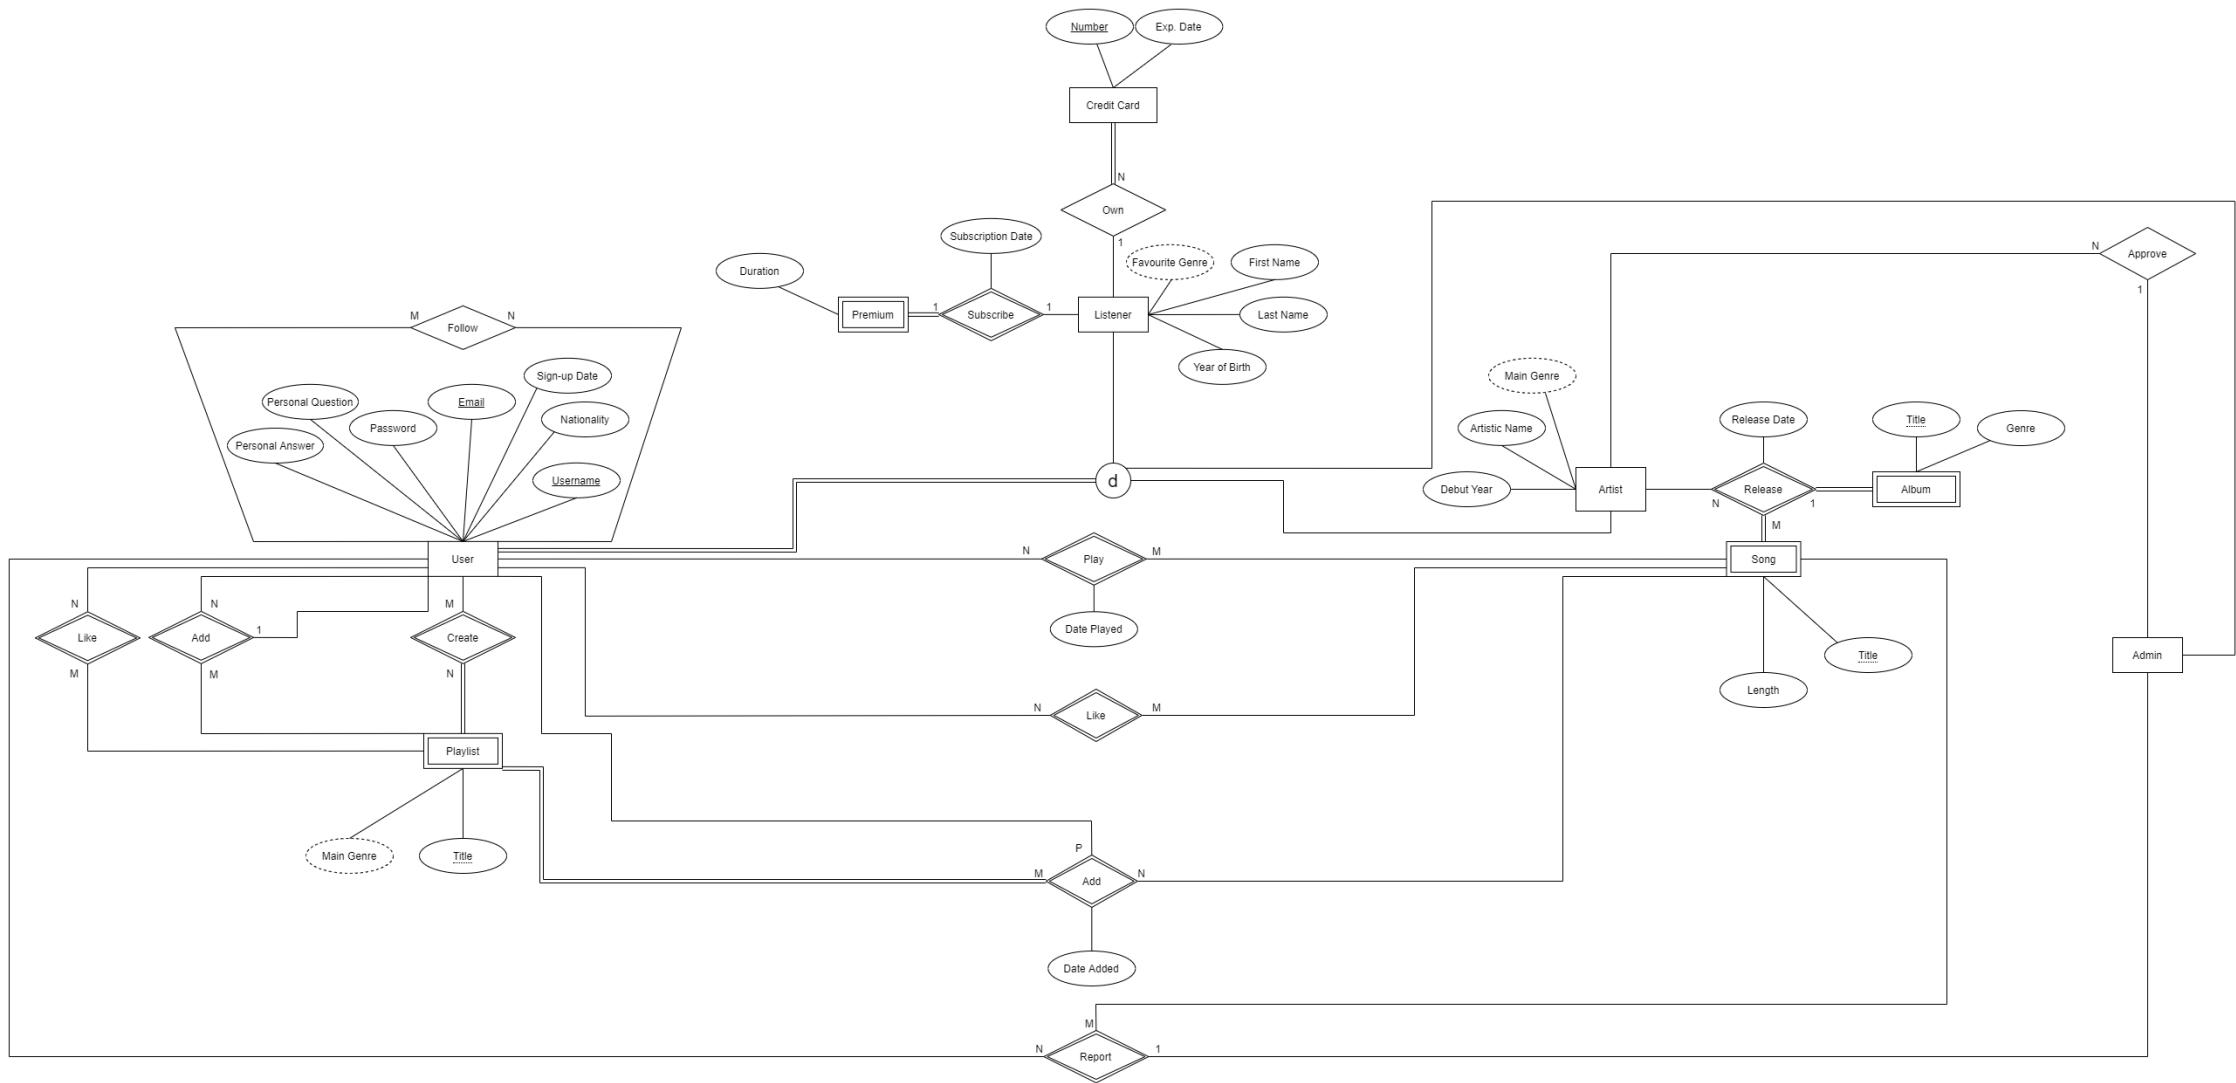 Number
Exp. Date
Credit Card
N
Own
1
Subscription Date
Favourite Genre
First Name
Duration
Premium
1
Subscribe
1
Listener
Last Name
Year of Birth
N
Approve
1
M
Follow
N
Personal Question
Password
Email
Sign-up Date
Nationality
Personal Answer
Username
d
Main Genre
Artistic Name
Debut Year
Artist
Release Date
N
Release
1
M
Title
Genre
Album
User
N
Play
M
Date Played
Song
Length
Title
Admin
N
Like
M
N
Add
1
M
M
Create
N
Playlist
Main Genre
Title
N
Like
M
P
M
Add
N
Date Added
M
N
Report
1